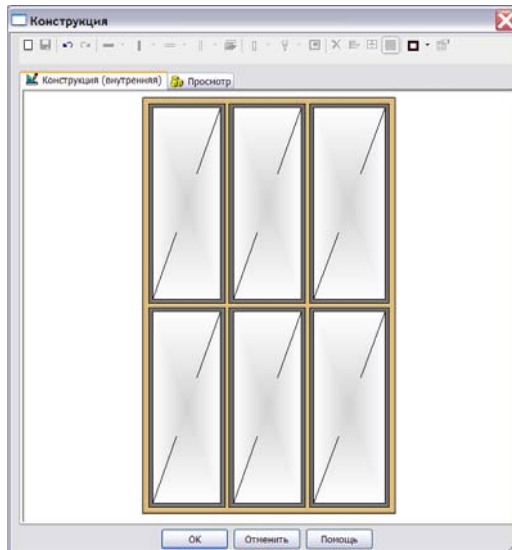 Конструкция
Конструкция (внутренняя) Просмотр
OK Отменить Помощь